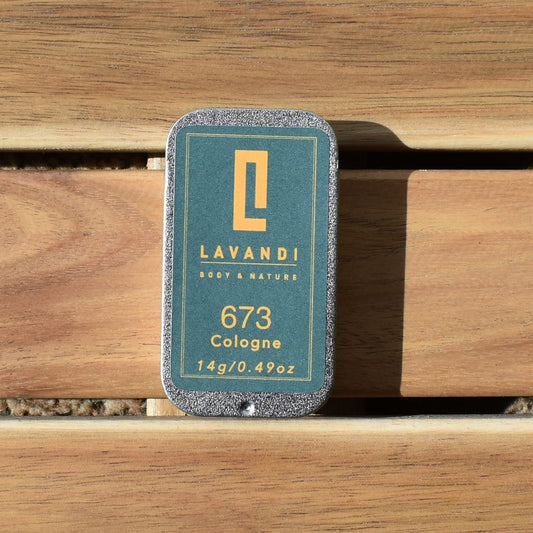 LAVANDI
BODY & NATURE
673
Cologne
14g/0.49oz